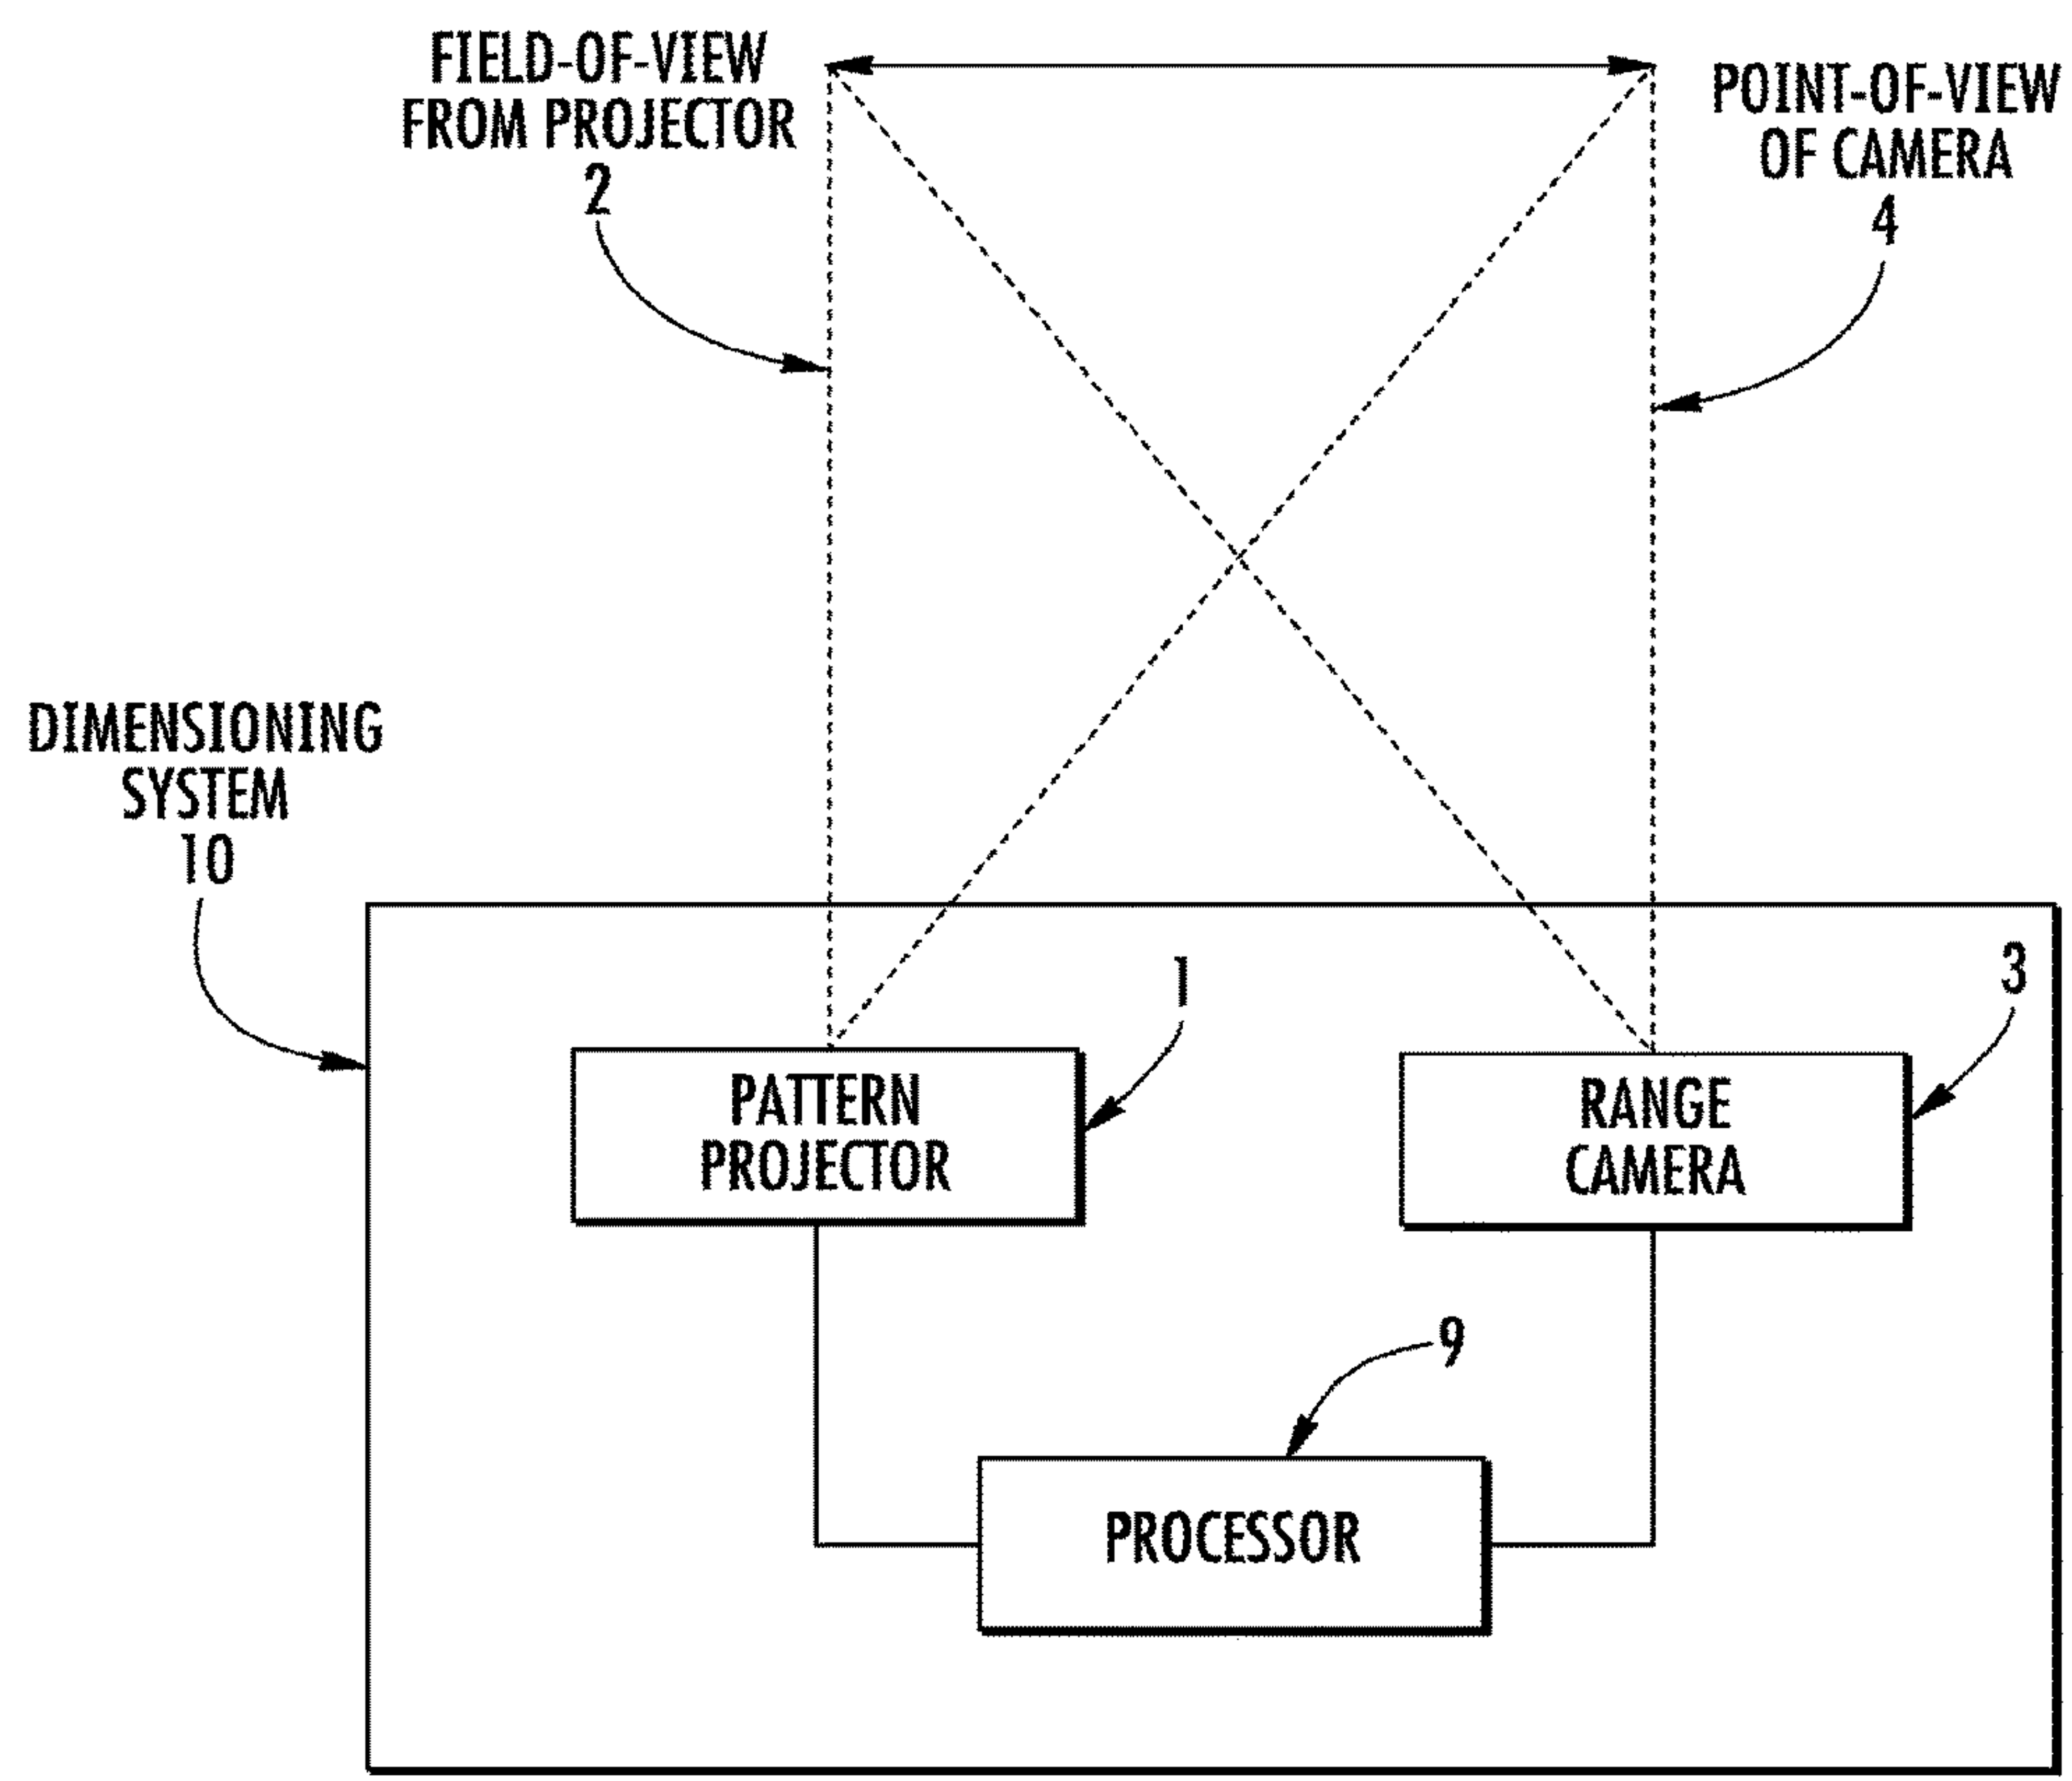 FIELD-OF-VIEW
FROM PROJECTOR
2
POINT-OF-VIEW
OF CAMERA
4
DIMENSIONING
SYSTEM
10
1
3
PATTERN
PROJECTOR
RANGE
CAMERA
9
PROCESSOR